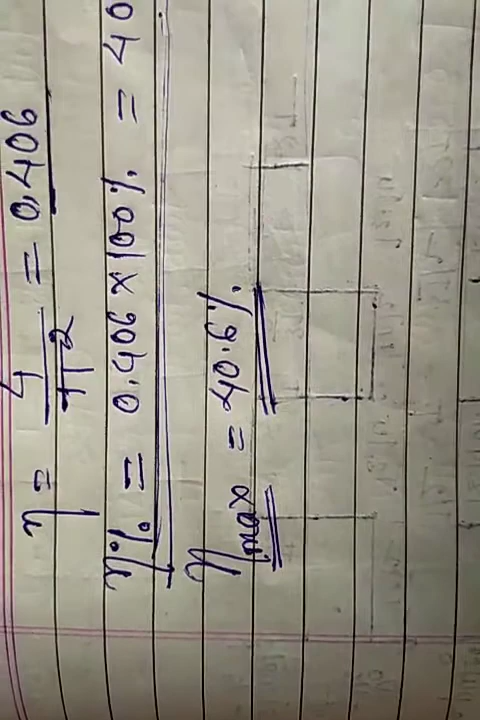 η = 4/π² = 0.406
η% = 0.406 × 100% = 40
ηmax = 40.6%